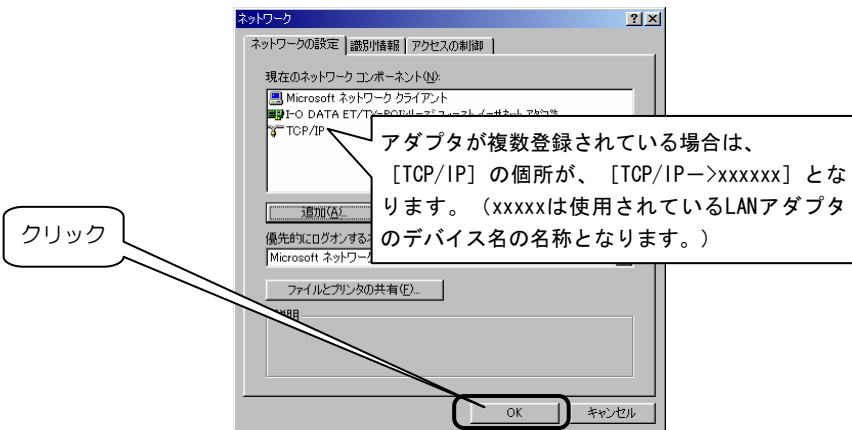 ネットワーク
ネットワークの設定 識別情報 アクセスの制御
現在のネットワーク コンポーネント(N):
Microsoft ネットワーク クライアント
I-O DATA ET/TX-PCIシリーズ ファースト イーサネット アダプタ
TCP/IP
アダプタが複数登録されている場合は、
［TCP/IP］の個所が、［TCP/IPー>xxxxxx］とな
ります。（xxxxxは使用されているLANアダプタ
のデバイス名の名称となります。）
追加(A)...
クリック
優先的にログオンする
Microsoft ネットワー
ファイルとプリンタの共有(F)...
説明
OK
キャンセル